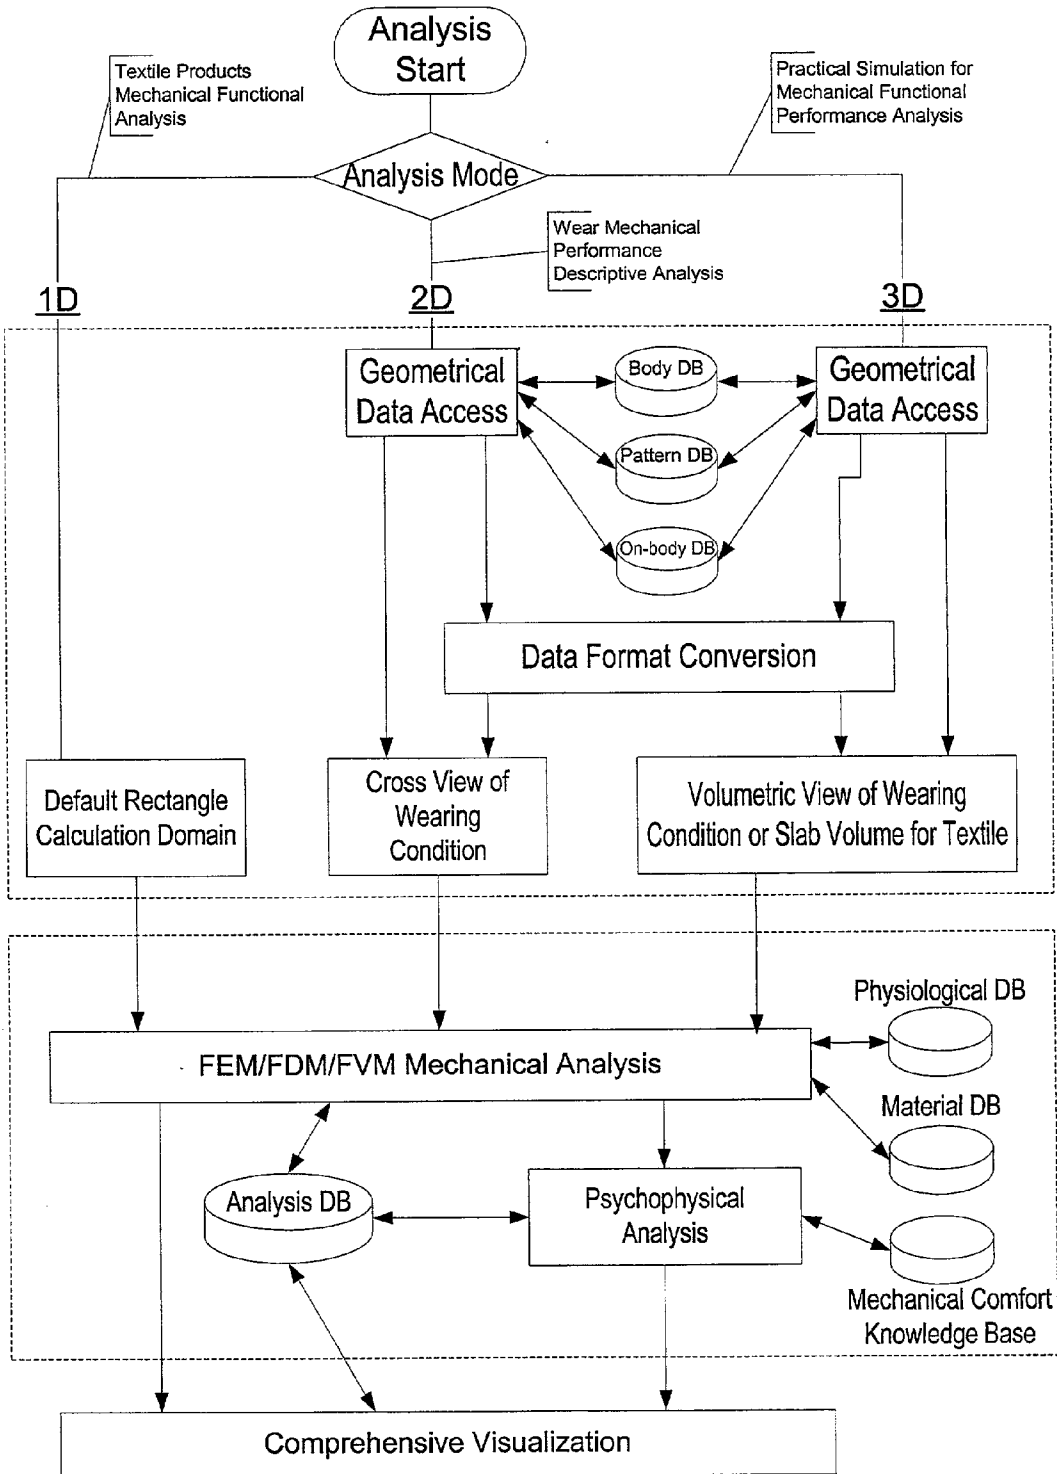 Analysis
Start
Textile Products
Mechanical Functional
Analysis
Practical Simulation for
Mechanical Functional
Performance Analysis
Analysis Mode
Wear Mechanical
Performance
Descriptive Analysis
1D
2D
3D
Geometrical
Data Access
Body DB
Geometrical
Data Access
Pattern DB
On-body DB
Data Format Conversion
Default Rectangle
Calculation Domain
Cross View of
Wearing
Condition
Volumetric View of Wearing
Condition or Slab Volume for Textile
Physiological DB
FEM/FDM/FVM Mechanical Analysis
Material DB
Analysis DB
Psychophysical
Analysis
Mechanical Comfort
Knowledge Base
Comprehensive Visualization